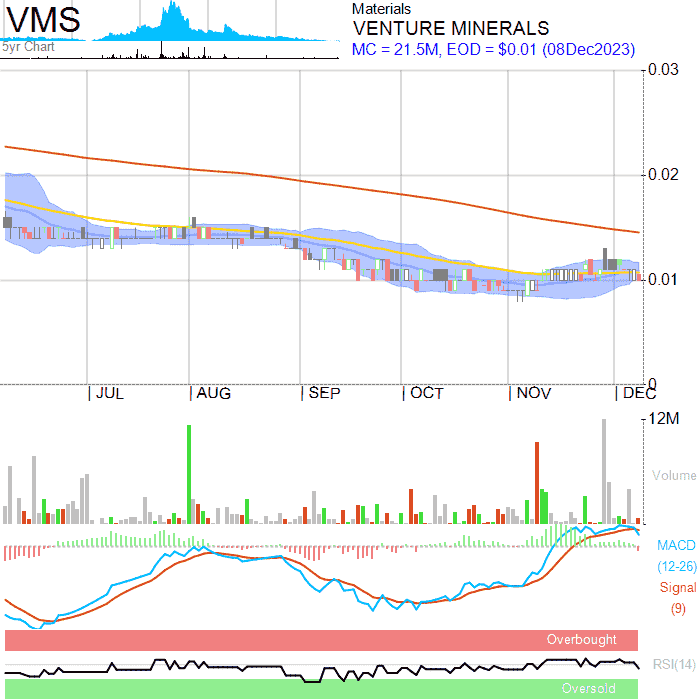 VMS
5yr Chart
Materials
VENTURE MINERALS
MC = 21.5M, EOD = $0.01 (08Dec2023)
0.03
0.02
0.01
0
JUL AUG SEP OCT NOV DEC
12M
Volume
MACD
(12-26)
Signal
(9)
Overbought
RSI(14)
Oversold